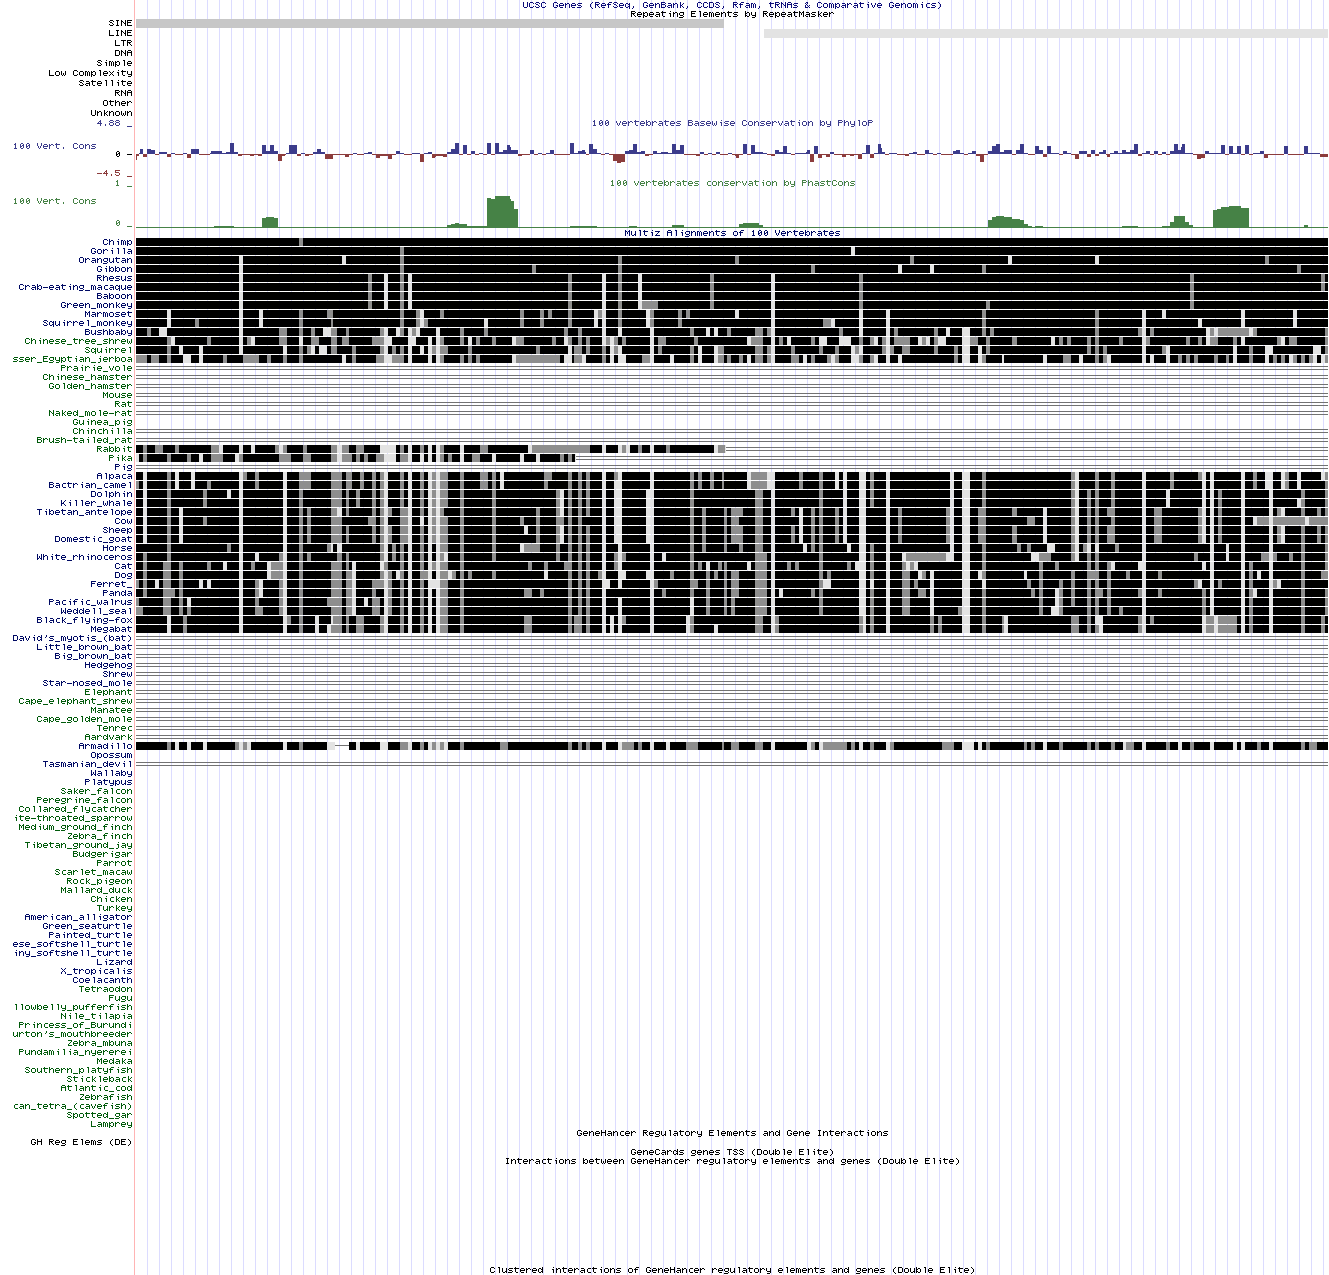 UCSC Genes (RefSeq, GenBank, CCDS, Rfam, tRNAs & Comparative Genomics)
Repeating Elements by RepeatMasker
SINE
LINE
LTR
DNA
Simple
Low Complexity
Satellite
RNA
Other
Unknown
4.88 _
100 vertebrates Basewise Conservation by PhyloP
100 Vert. Cons
0 -
-4.5 _
100 vertebrates conservation by PhastCons
1 _
100 Vert. Cons
0 _
Multiz Alignments of 100 Vertebrates
Chimp
Gorilla
Orangutan
Gibbon
Rhesus
Crab-eating_macaque
Baboon
Green_monkey
Marmoset
Squirrel_monkey
Bushbaby
Chinese_tree_shrew
Squirrel
sser_Egyptian_jerboa
Prairie_vole
Chinese_hamster
Golden_hamster
Mouse
Rat
Naked_mole-rat
Guinea_pig
Chinchilla
Brush-tailed_rat
Rabbit
Pika
Pig
Alpaca
Bactrian_camel
Dolphin
Killer_whale
Tibetan_antelope
Cow
Sheep
Domestic_goat
Horse
White_rhinoceros
Cat
Dog
Ferret_
Panda
Pacific_walrus
Weddell_seal
Black_flying-fox
Megabat
David's_myotis_(bat)
Little_brown_bat
Big_brown_bat
Hedgehog
Shrew
Star-nosed_mole
Elephant
Cape_elephant_shrew
Manatee
Cape_golden_mole
Tenrec
Aardvark
Armadillo
Opossum
Tasmanian_devil
Wallaby
Platypus
Saker_falcon
Peregrine_falcon
Collared_flycatcher
ite-throated_sparrow
Medium_ground_finch
Zebra_finch
Tibetan_ground_jay
Budgerigar
Parrot
Scarlet_macaw
Rock_pigeon
Mallard_duck
Chicken
Turkey
American_alligator
Green_seaturtle
Painted_turtle
ese_softshell_turtle
iny_softshell_turtle
Lizard
X_tropicalis
Coelacanth
Tetraodon
Fugu
llowbelly_pufferfish
Nile_tilapia
Princess_of_Burundi
urton's_mouthbreeder
Zebra_mbuna
Pundamilia_nyererei
Medaka
Southern_platyfish
Stickleback
Atlantic_cod
Zebrafish
can_tetra_(cavefish)
Spotted_gar
Lamprey
GeneHancer Regulatory Elements and Gene Interactions
GH Reg Elems (DE)
GeneCards genes TSS (Double Elite)
Interactions between GeneHancer regulatory elements and genes (Double Elite)
Clustered interactions of GeneHancer regulatory elements and genes (Double Elite)